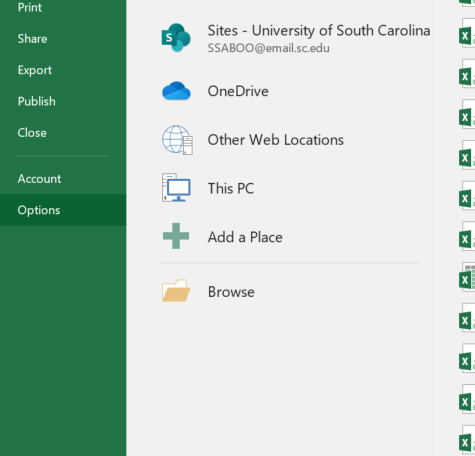 Print
Share
Export
Publish
Close
Account
Options
Sites - University of South Carolina
SSABOO@email.sc.edu
OneDrive
Other Web Locations
This PC
Add a Place
Browse